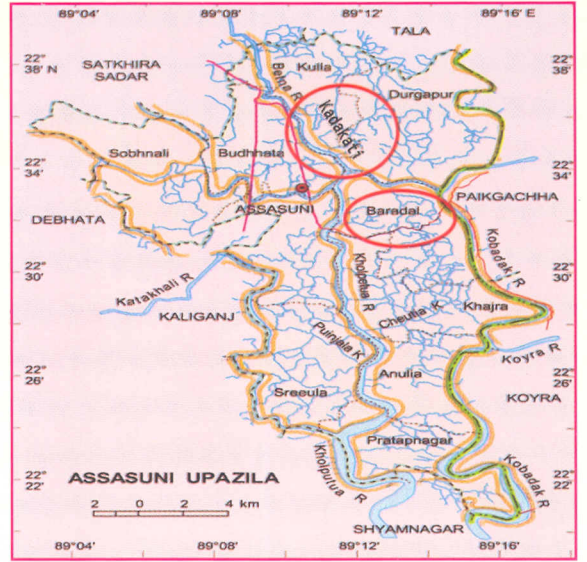 89°04' 89°08' 89°12' 89°16' E
TALA
22° 38' N
22° 38'
SATKHIRA SADAR
Kulla
Betna R
Durgapur
Kadakati
22° 34'
22° 34'
Sobhnali
Budhhata
PAIKGACHHA
ASSASUNI
Baradal
DEBHATA
Kobadak R
22° 30'
22° 30'
Kholpetua R
Katakhali R
KALIGANJ
Cheutia K
Khajra
Puinjala K
Koyra R
22° 26'
22° 26'
Anulia
Sreeula
KOYRA
Pratapnagar
Kholputua R
Kobadak R
22° 22'
22° 22'
ASSASUNI UPAZILA
2 0 2 4 km
SHYAMNAGAR
89°04' 89°08' 89°12' 89°16'